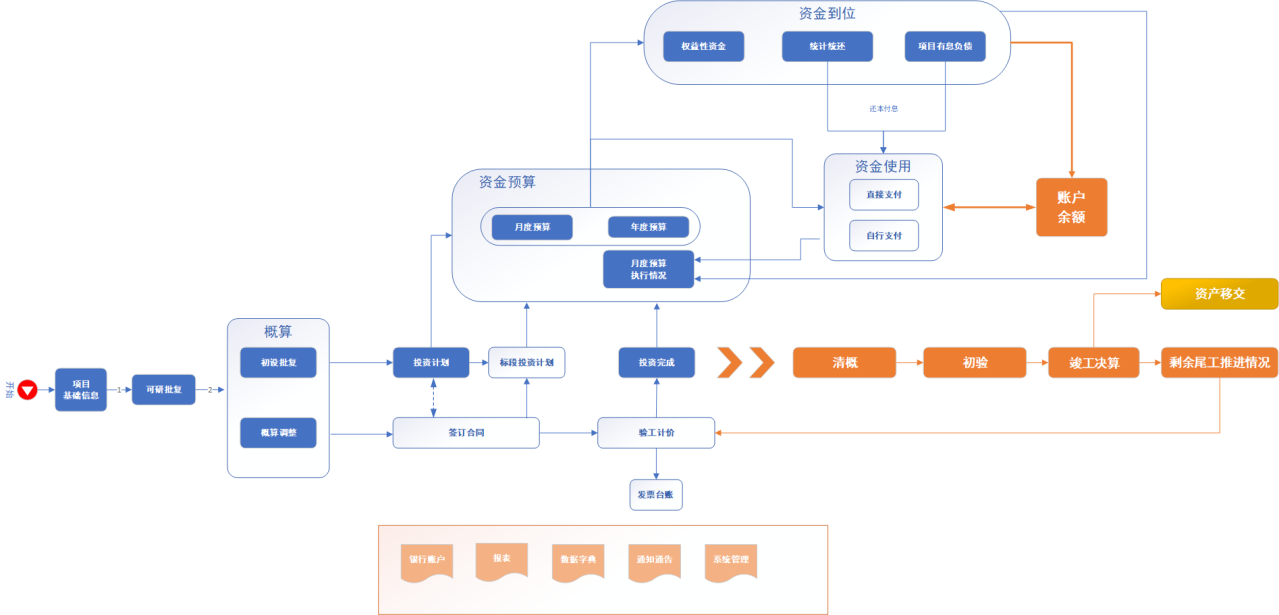 资金到位
权益性资金
统计统还
项目有息负债
还本付息
资金使用
直接支付
自行支付
账户
余额
资金预算
月度预算
年度预算
月度预算
执行情况
资产移交
概算
初设批复
概算调整
开始
项目
基础信息
1
可研批复
2
投资计划
标段投资计划
投资完成
清概
初验
竣工决算
剩余尾工推进情况
签订合同
验工计价
发票台账
银行账户
报表
数据字典
通知通告
系统管理